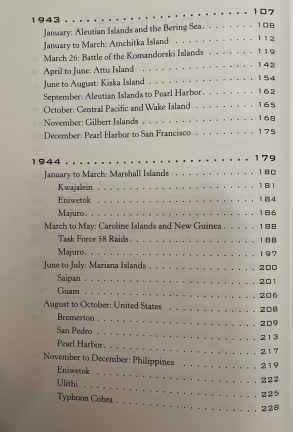 1943 . . . . . . . . . . . . . . . . . . . . . . . . . . 107
January: Aleutian Islands and the Bering Sea . . . . . . . . 108
January to March: Amchitka Island . . . . . . . . . . . . . 112
March 26: Battle of the Komandorski Islands . . . . . . . . 119
April to June: Attu Island . . . . . . . . . . . . . . . . 142
June to August: Kiska Island . . . . . . . . . . . . . . . 154
September: Aleutian Islands to Pearl Harbor . . . . . . . . 162
October: Central Pacific and Wake Island . . . . . . . . . 165
November: Gilbert Islands . . . . . . . . . . . . . . . . . 168
December: Pearl Harbor to San Francisco . . . . . . . . . . 175
1944 . . . . . . . . . . . . . . . . . . . . . . . . . . 179
January to March: Marshall Islands . . . . . . . . . . . . 180
Kwajalein . . . . . . . . . . . . . . . . . . . . . . . . 181
Eniwetok . . . . . . . . . . . . . . . . . . . . . . . . 184
Majuro . . . . . . . . . . . . . . . . . . . . . . . . . 186
March to May: Caroline Islands and New Guinea . . . . . . . 188
Task Force 58 Raids . . . . . . . . . . . . . . . . . . . 188
Majuro . . . . . . . . . . . . . . . . . . . . . . . . . 197
June to July: Mariana Islands . . . . . . . . . . . . . . . 200
Saipan . . . . . . . . . . . . . . . . . . . . . . . . . 201
Guam . . . . . . . . . . . . . . . . . . . . . . . . . . 206
August to October: United States . . . . . . . . . . . . . 208
Bremerton . . . . . . . . . . . . . . . . . . . . . . . . 209
San Pedro . . . . . . . . . . . . . . . . . . . . . . . . 213
Pearl Harbor . . . . . . . . . . . . . . . . . . . . . . . 217
November to December: Philippines . . . . . . . . . . . . . 219
Eniwetok . . . . . . . . . . . . . . . . . . . . . . . . 222
Ulithi . . . . . . . . . . . . . . . . . . . . . . . . . 225
Typhoon Cobra . . . . . . . . . . . . . . . . . . . . . . 228